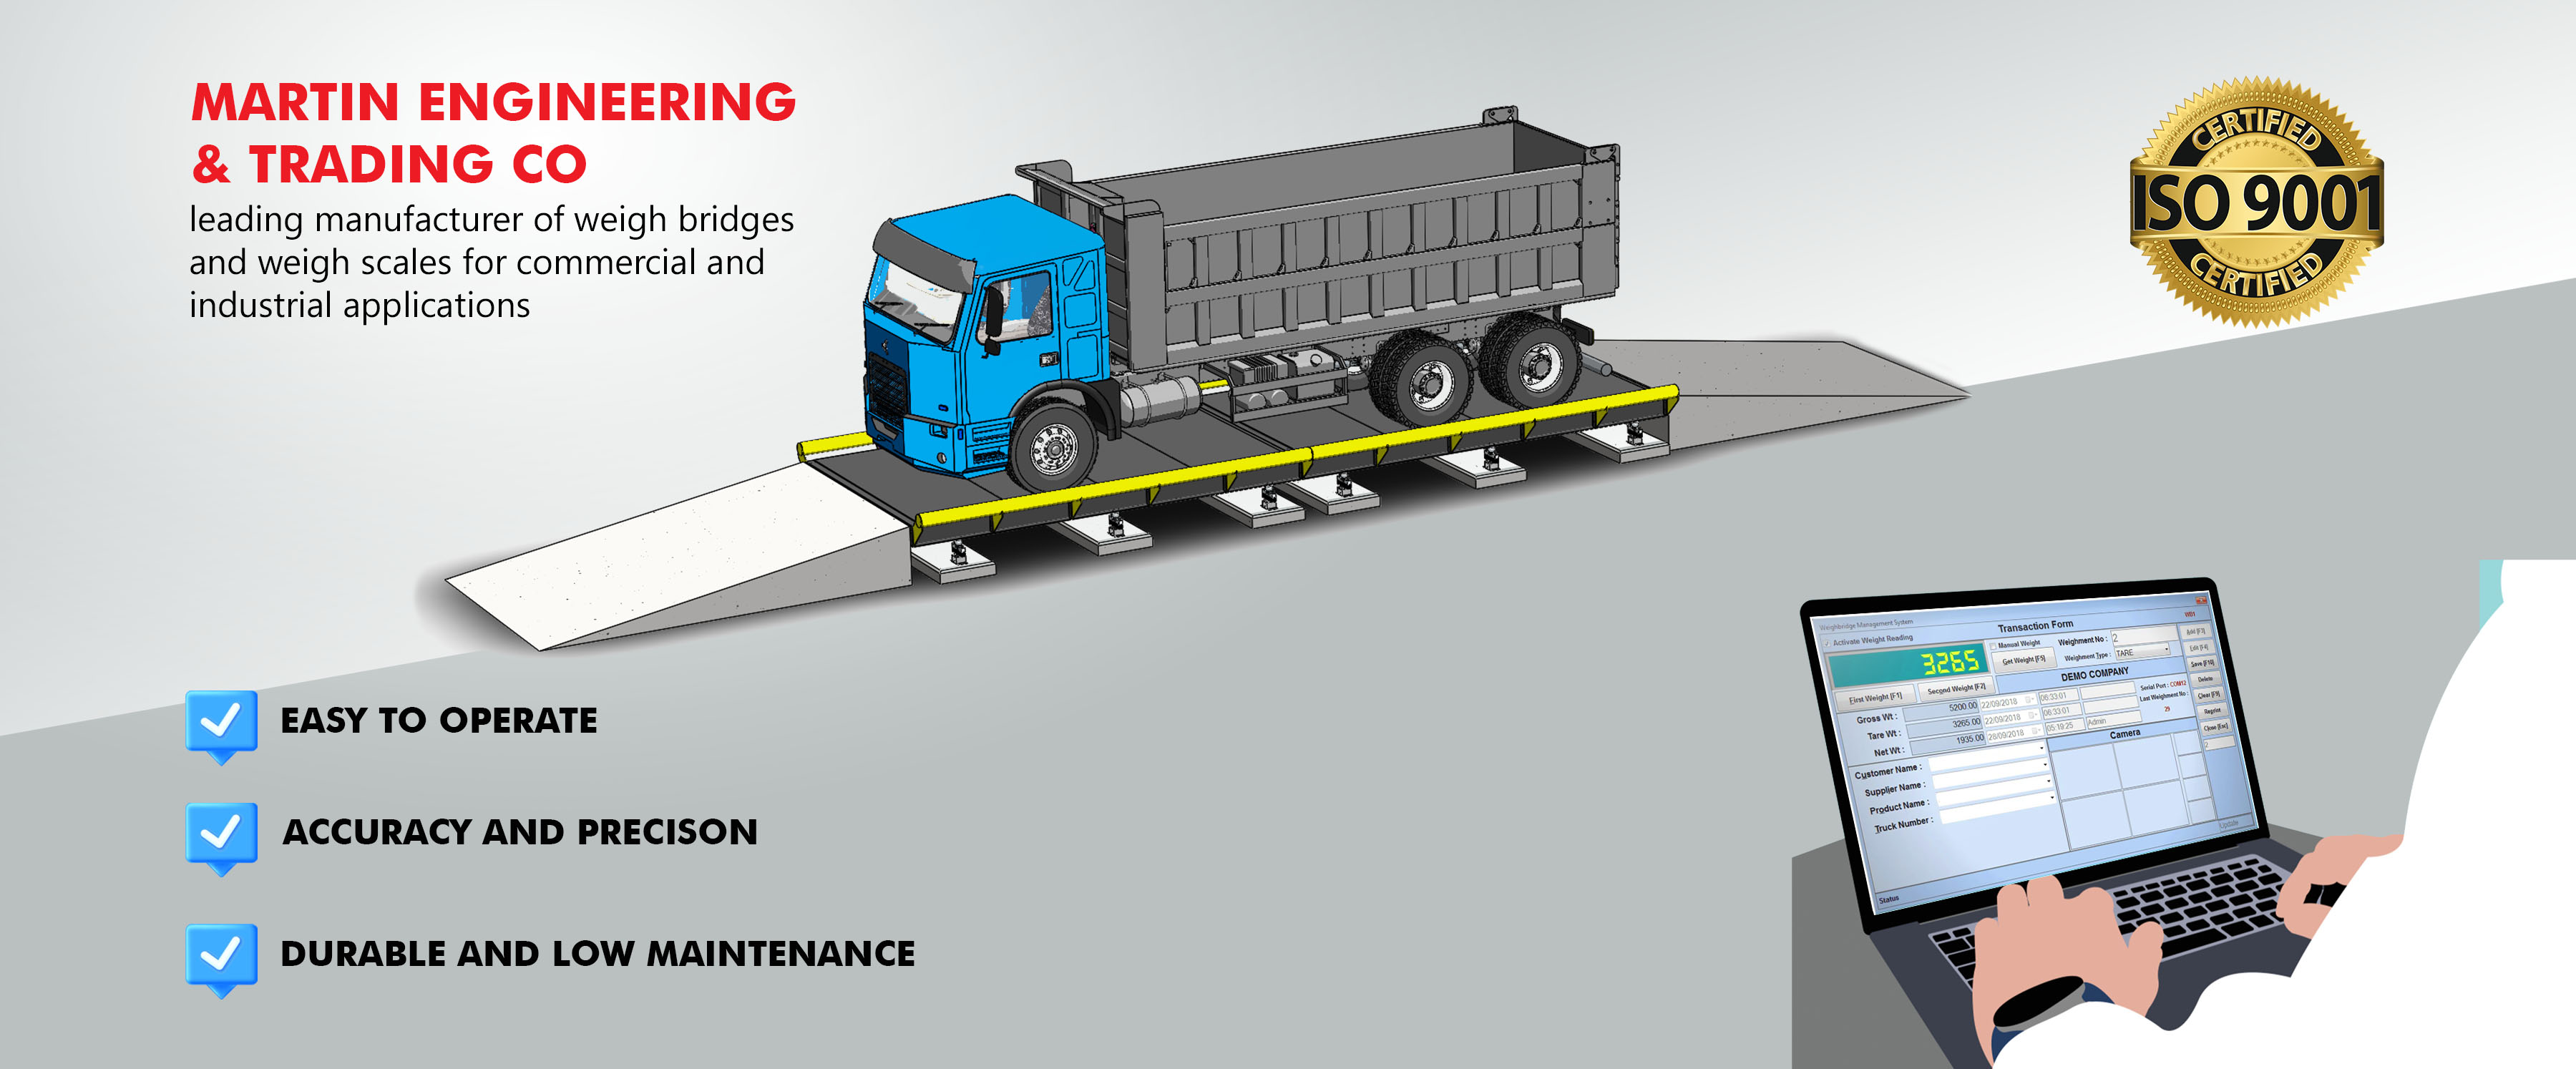 MARTIN ENGINEERING
& TRADING CO
leading manufacturer of weigh bridges
and weigh scales for commercial and
industrial applications
CERTIFIED
ISO 9001
CERTIFIED
EASY TO OPERATE
ACCURACY AND PRECISON
DURABLE AND LOW MAINTENANCE
Weighbridge Management System
Transaction Form
Activate Weight Reading
3265
Manual Weight
Get Weight [F5]
Weighment No : 2
Weighment Type : TARE
First Weight [F1]
Second Weight [F2]
DEMO COMPANY
Gross Wt : 5200.00 22/09/2018 06:33:01
Tare Wt : 3265.00 22/09/2018 06:33:01
Net Wt : 1935.00 28/09/2018 05:19:25 Admin
Serial Port : COM12
Last Weighment No :
29
Add [F3]
Edit [F4]
Save [F10]
Delete
Clear [F9]
Reprint
Close [Esc]
2
Customer Name :
Supplier Name :
Product Name :
Truck Number :
Camera
Update
Status